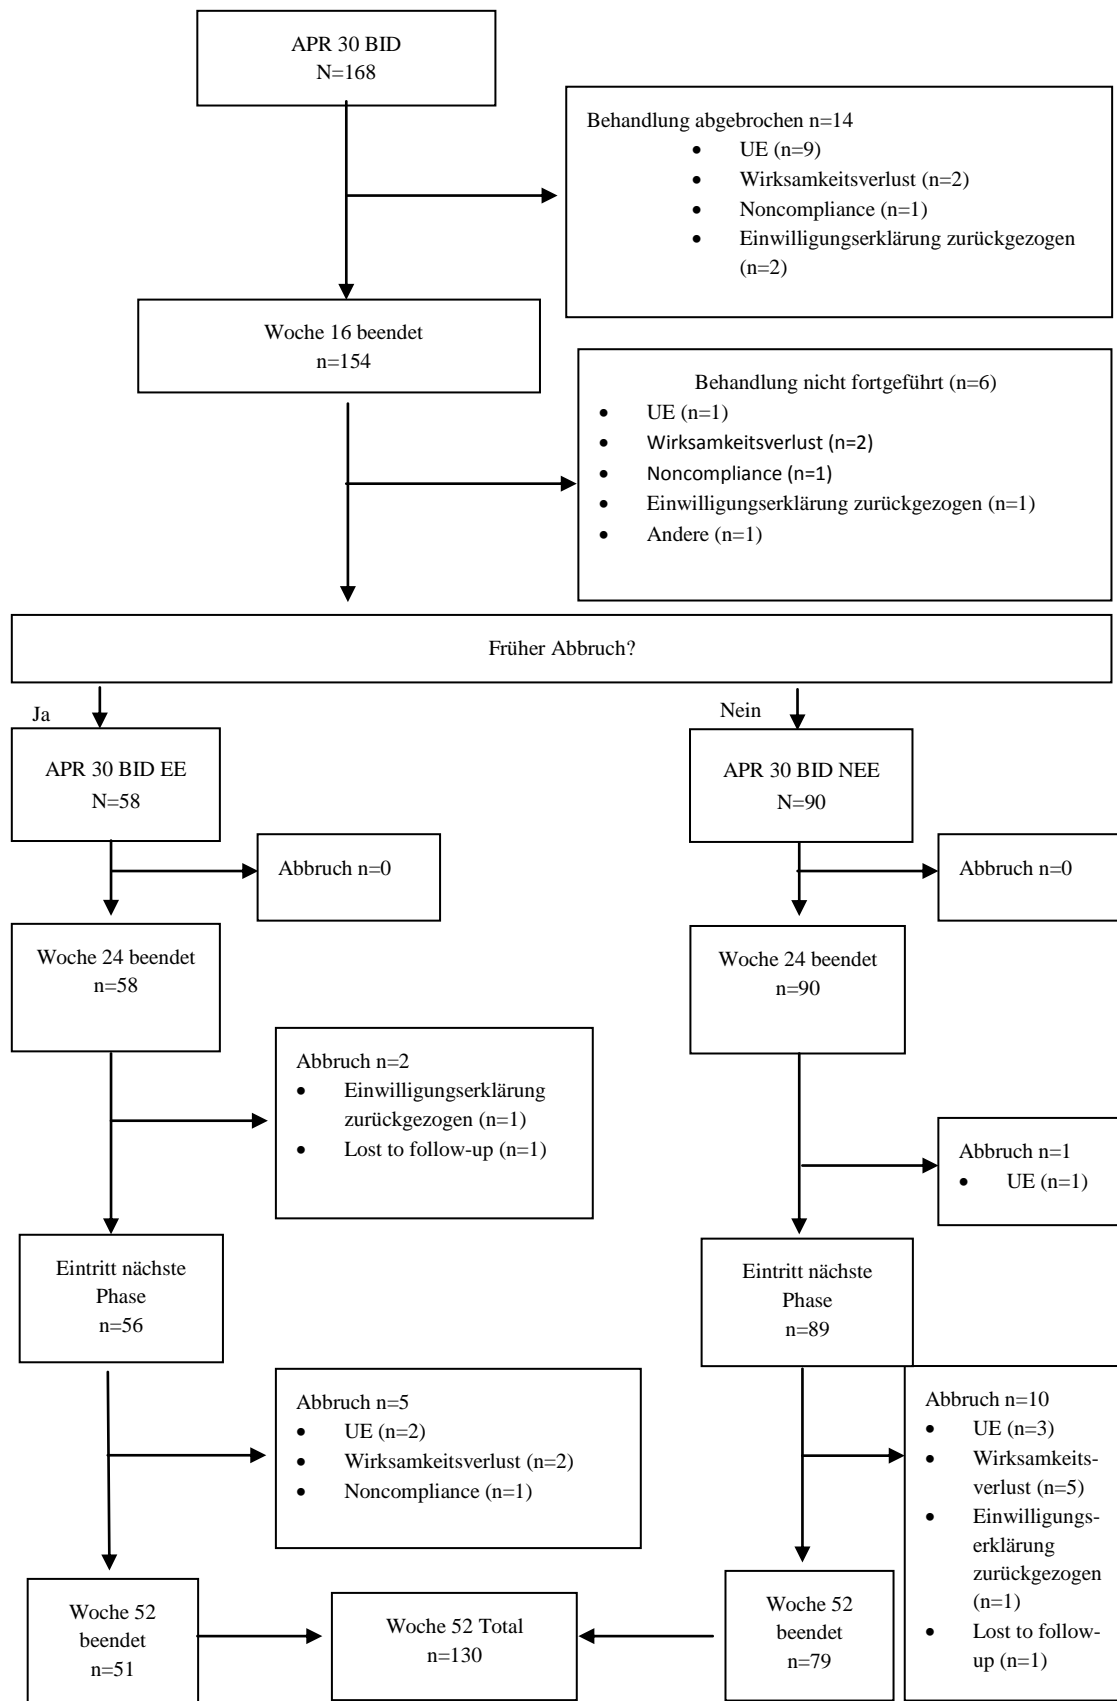 APR 30 BID
N=168
Behandlung abgebrochen n=14
• UE (n=9)
• Wirksamkeitsverlust (n=2)
• Noncompliance (n=1)
• Einwilligungserklärung zurückgezogen
(n=2)
Woche 16 beendet
n=154
Behandlung nicht fortgeführt (n=6)
• UE (n=1)
• Wirksamkeitsverlust (n=2)
• Noncompliance (n=1)
• Einwilligungserklärung zurückgezogen (n=1)
• Andere (n=1)
Früher Abbruch?
Ja
Nein
APR 30 BID EE
N=58
APR 30 BID NEE
N=90
Abbruch n=0
Abbruch n=0
Woche 24 beendet
n=58
Woche 24 beendet
n=90
Abbruch n=2
• Einwilligungserklärung
zurückgezogen (n=1)
• Lost to follow-up (n=1)
Abbruch n=1
• UE (n=1)
Eintritt nächste
Phase
n=56
Eintritt nächste
Phase
n=89
Abbruch n=5
• UE (n=2)
• Wirksamkeitsverlust (n=2)
• Noncompliance (n=1)
Abbruch n=10
• UE (n=3)
• Wirksamkeits-
verlust (n=5)
• Einwilligungs-
erklärung
zurückgezogen
(n=1)
• Lost to follow-
up (n=1)
Woche 52
beendet
n=51
Woche 52 Total
n=130
Woche 52
beendet
n=79